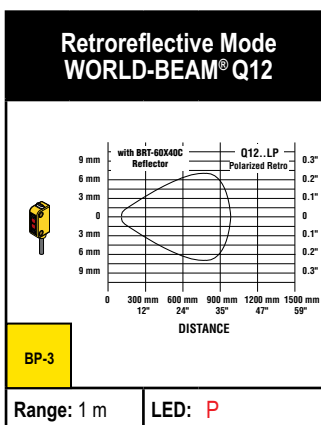 Retroreflective Mode
WORLD-BEAM® Q12
with BRT-60X40C
Reflector
Q12..LP
Polarized Retro
9 mm
6 mm
3 mm
0
3 mm
6 mm
9 mm
0.3"
0.2"
0.1"
0
0.1"
0.2"
0.3"
0 300 mm 600 mm 900 mm 1200 mm 1500 mm
12" 24" 35" 47" 59"
DISTANCE
BP-3
Range: 1 m
LED: P